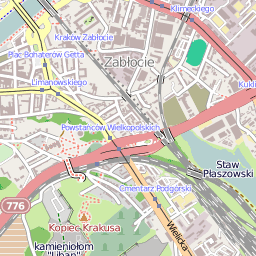 Klimeckiego
Kraków Zabłocie
Plac Bohaterów Getta
Zabłocie
Limanowskiego
Kukli
Powstańców Wielkopolskich
Staw
Płaszowski
Cmentarz Podgórski
776
Kopiec Krakusa
Wielicka
kamieniołom
"Liban"